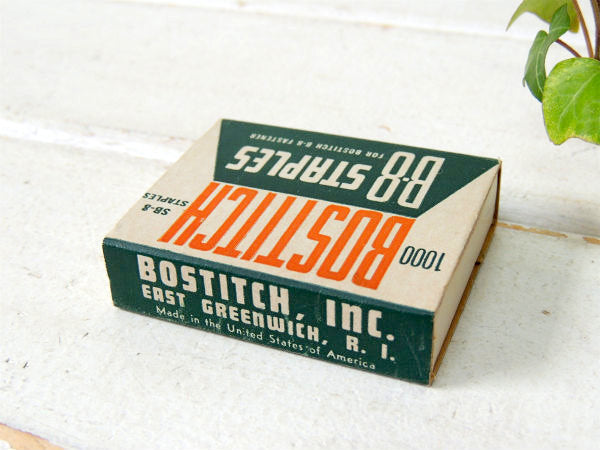 B8 STAPLES
FOR BOSTITCH B-8 FASTENER
BOSTITCH
1000
SB-8
STAPLES
BOSTITCH, INC.
EAST GREENWICH, R. I.
Made in the United States of America